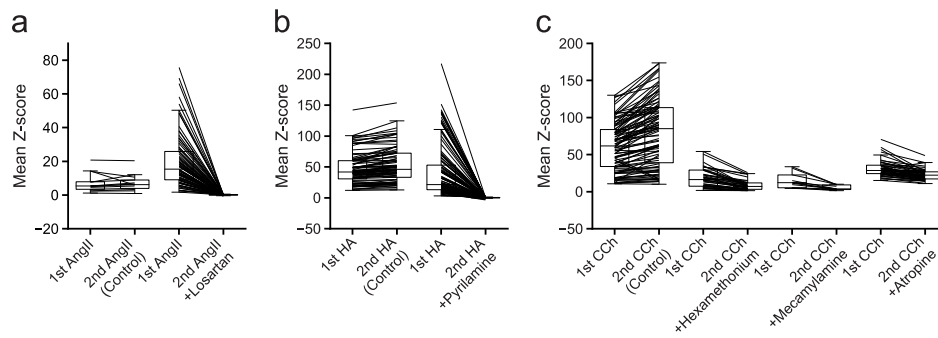 a
Mean Z-score
80
60
40
20
0
−20
1st AngII
2nd AngII
(Control)
1st AngII
2nd AngII
+Losartan
b
Mean Z-score
250
200
150
100
50
0
−50
1st HA
2nd HA
(Control)
1st HA
2nd HA
+Pyrilamine
c
Mean Z-score
200
150
100
50
0
−50
1st CCh
2nd CCh
(Control)
1st CCh
2nd CCh
+Hexamethonium
1st CCh
2nd CCh
+Mecamylamine
1st CCh
2nd CCh
+Atropine